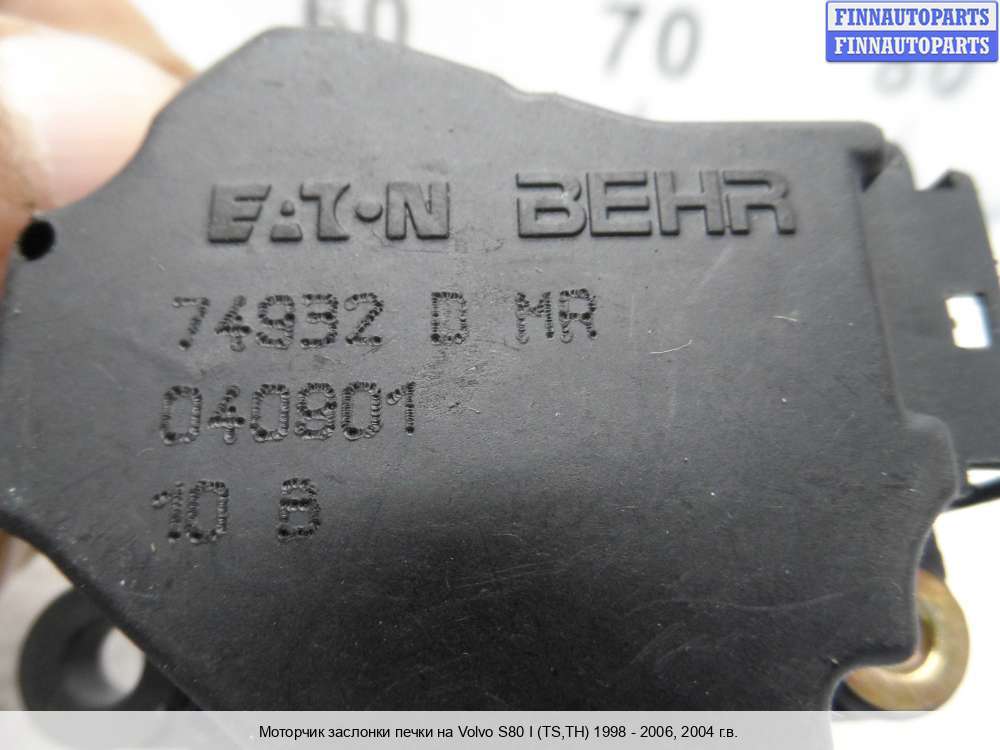 70
FINNAUTOPARTS
FINNAUTOPARTS
EATON BEHR
74932 D MR
040901
10 B
Моторчик заслонки печки на Volvo S80 I (TS,TH) 1998 - 2006, 2004 г.в.